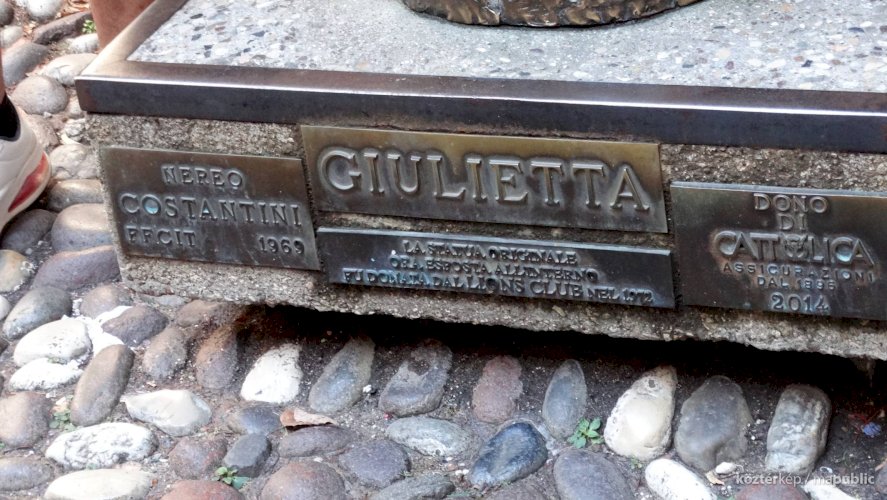 NEREO
COSTANTINI
FECIT 1969
GIULIETTA
LA STATUA ORIGINALE
ORA ESPOSTA ALL'INTERNO
FU DONATA DAL LIONS CLUB NEL 1972
DONO
DI
CATTOLICA
ASSICURAZIONI
DAL 1896
2014
közterkép / mapublic